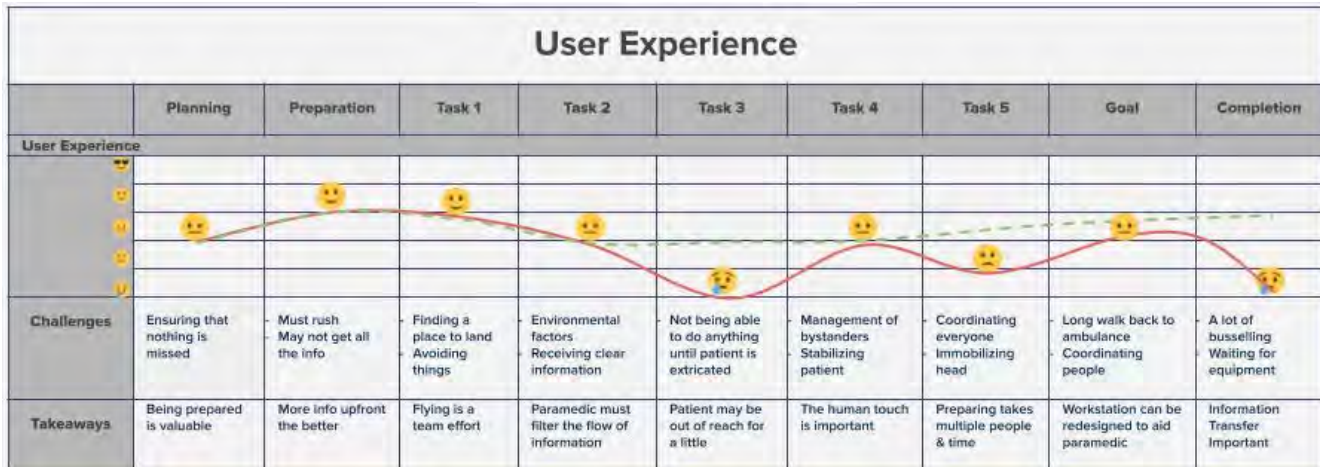 User Experience
Planning Preparation Task 1 Task 2 Task 3 Task 4 Task 5 Goal Completion
User Experience
Challenges
Ensuring that
nothing is
missed
- Must rush
- May not get all
the info
- Finding a
place to land
- Avoiding
things
- Environmental
factors
- Receiving clear
information
- Not being able
to do anything
until patient is
extricated
- Management of
bystanders
- Stabilizing
patient
- Coordinating
everyone
- Immobilizing
head
- Long walk back to
ambulance
- Coordinating
people
- A lot of
busselling
- Waiting for
equipment
Takeaways
Being prepared
is valuable
More info upfront
the better
Flying is a
team effort
Paramedic must
filter the flow of
information
Patient may be
out of reach for
a little
The human touch
is important
Preparing takes
multiple people
& time
Workstation can be
redesigned to aid
paramedic
Information
Transfer
Important